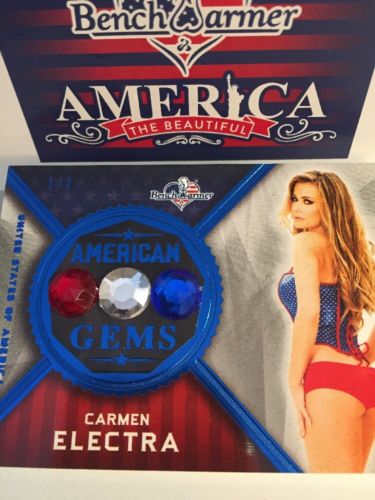 BenchWarmer
AMERICA
THE BEAUTIFUL
BenchWarmer
AMERICAN
GEMS
UNITED STATES OF AMERICA
CARMEN
ELECTRA